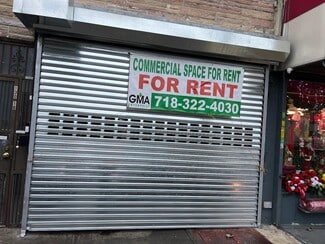 COMMERCIAL SPACE FOR RENT
FOR RENT
GMA 718-322-4030